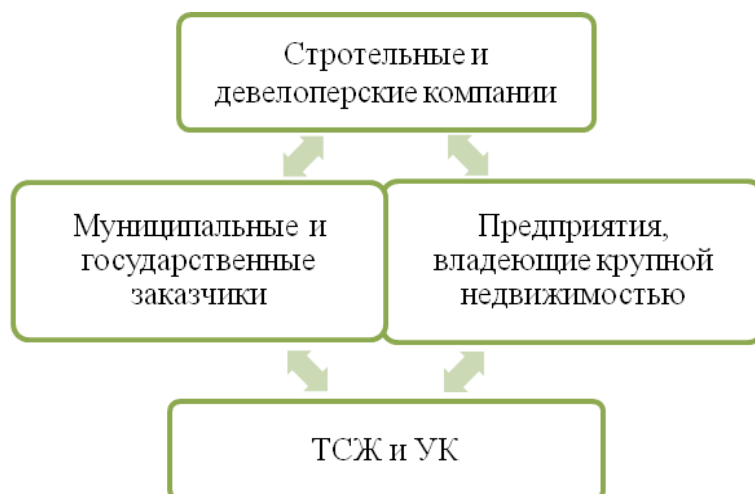 Стротельные и
девелоперские компании
Муниципальные и
государственные
заказчики
Предприятия,
владеющие крупной
недвижимостью
ТСЖ и УК